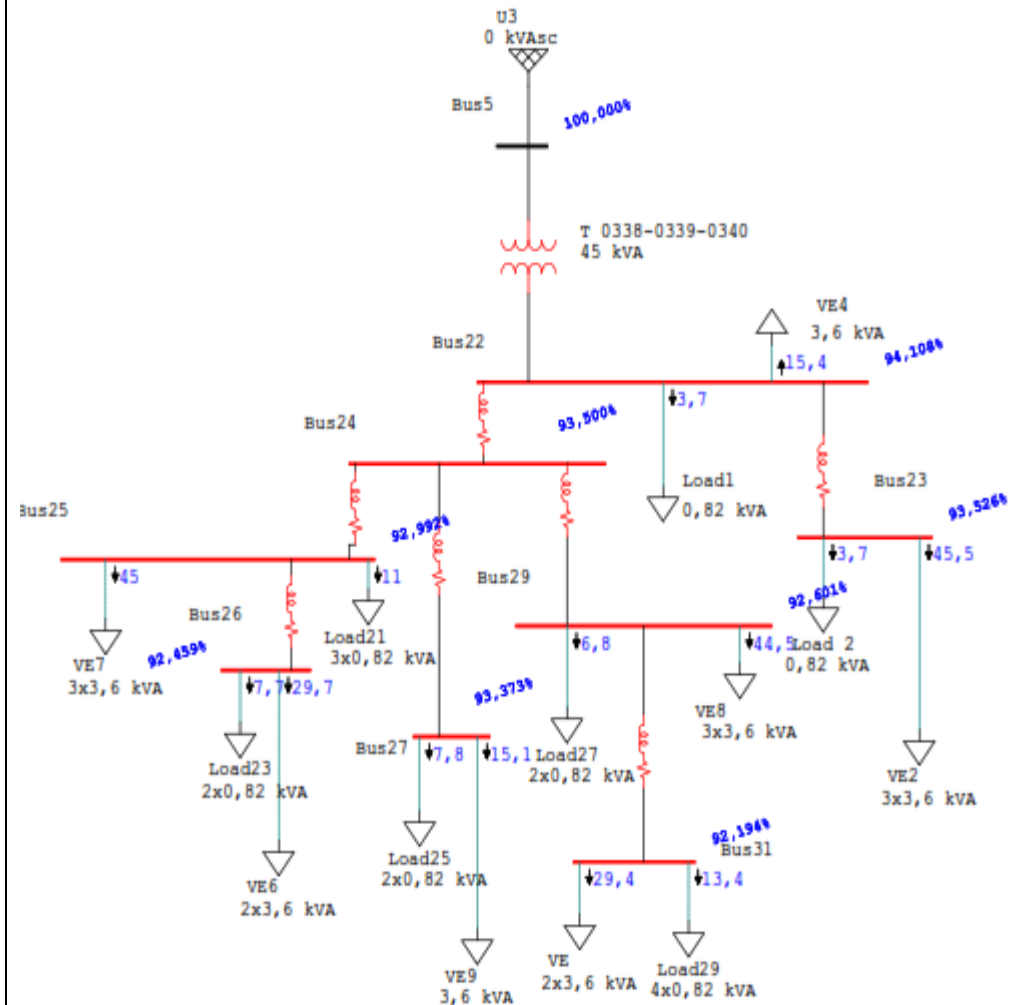 U3
0 kVAsc
Bus5
100,000%
T 0338-0339-0340
45 kVA
VE4
3,6 kVA
Bus22
15,4
94,108%
3,7
Bus24
93,500%
Load1
0,82 kVA
Bus23
93,526%
Bus25
92,992%
3,7
45,5
45
11
Bus29
92,601%
Load 2
0,82 kVA
Bus26
Load21
3x0,82 kVA
6,8
44,5
VE7
3x3,6 kVA
92,459%
7,7
29,7
93,373%
VE8
3x3,6 kVA
Bus27
7,8
15,1
Load27
2x0,82 kVA
Load23
2x0,82 kVA
VE2
3x3,6 kVA
92,194%
Bus31
Load25
2x0,82 kVA
29,4
13,4
VE6
2x3,6 kVA
VE9
3,6 kVA
VE
2x3,6 kVA
Load29
4x0,82 kVA